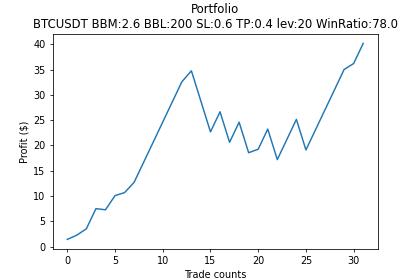 Portfolio
BTCUSDT BBM:2.6 BBL:200 SL:0.6 TP:0.4 lev:20 WinRatio:78.0
40
35
30
25
20
15
10
5
0
Profit ($)
0 5 10 15 20 25 30
Trade counts